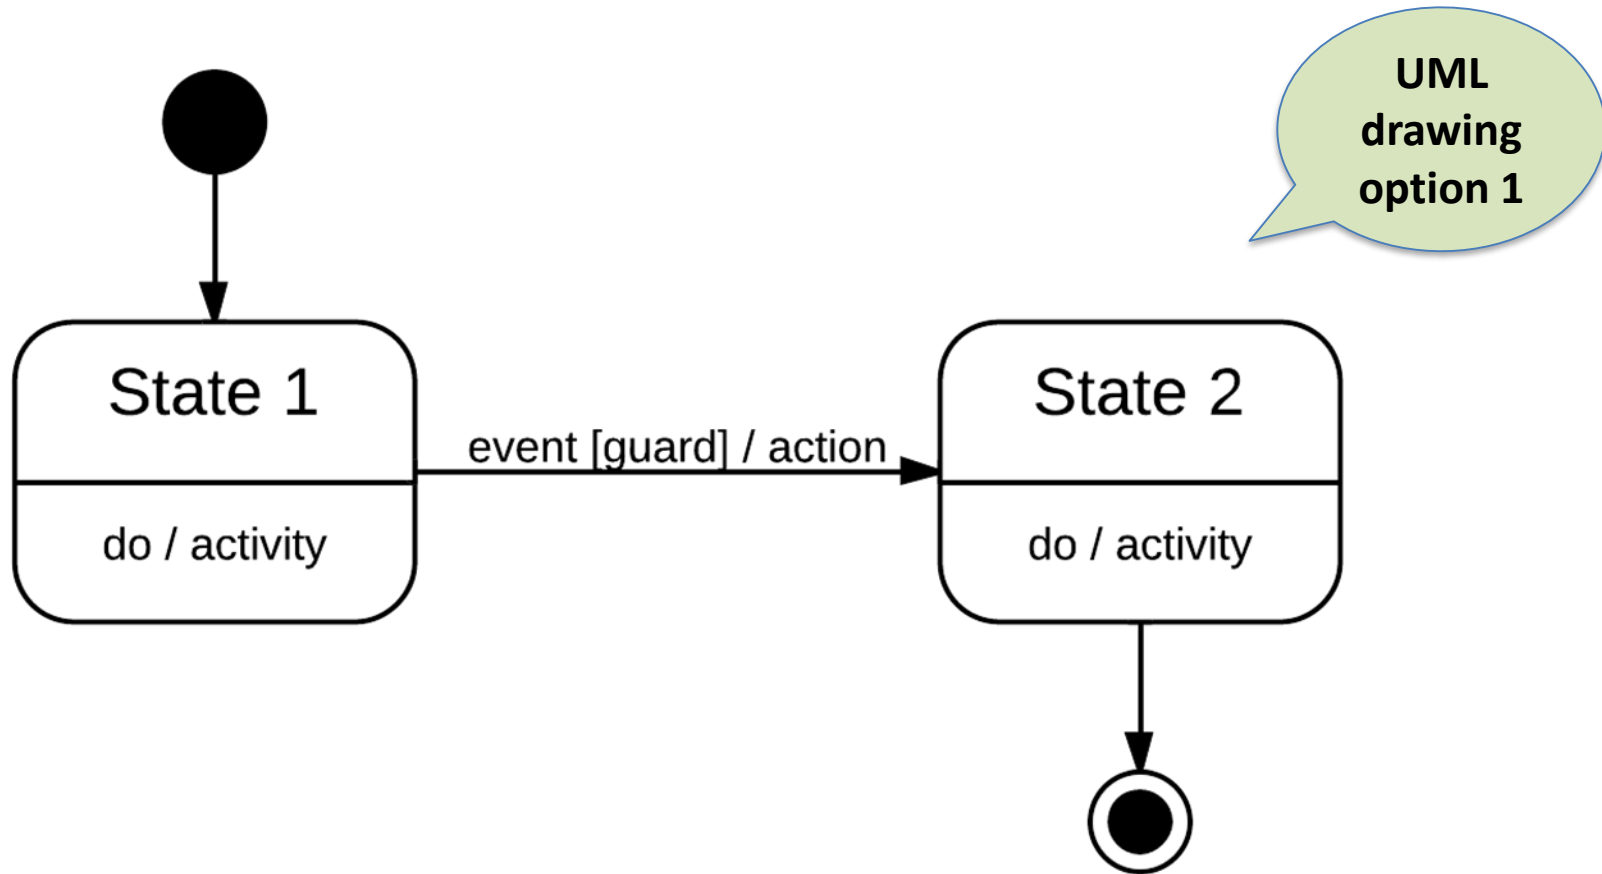 UML
drawing
option 1
State 1
event [guard] / action
State 2
do / activity
do / activity